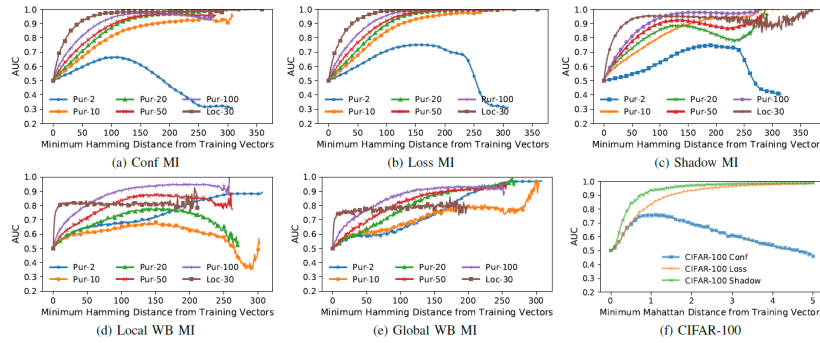 1.0
0.9
0.8
0.7
0.6
0.5
0.4
0.3
0.2
AUC
Pur-2 Pur-20 Pur-100
Pur-10 Pur-50 Loc-30
0 50 100 150 200 250 300 350
Minimum Hamming Distance from Training Vectors
(a) Conf MI
1.0
0.9
0.8
0.7
0.6
0.5
0.4
0.3
0.2
AUC
Pur-2 Pur-20 Pur-100
Pur-10 Pur-50 Loc-30
0 50 100 150 200 250 300 350
Minimum Hamming Distance from Training Vectors
(b) Loss MI
1.0
0.9
0.8
0.7
0.6
0.5
0.4
0.3
0.2
AUC
Pur-2 Pur-20 Pur-100
Pur-10 Pur-50 Loc-30
0 50 100 150 200 250 300 350
Minimum Hamming Distance from Training Vectors
(c) Shadow MI
1.0
0.9
0.8
0.7
0.6
0.5
0.4
0.3
0.2
AUC
Pur-2 Pur-20 Pur-100
Pur-10 Pur-50 Loc-30
0 50 100 150 200 250 300
Minimum Hamming Distance from Training Vectors
(d) Local WB MI
1.0
0.9
0.8
0.7
0.6
0.5
0.4
0.3
0.2
AUC
Pur-2 Pur-20 Pur-100
Pur-10 Pur-50 Loc-30
0 50 100 150 200 250 300
Minimum Hamming Distance from Training Vectors
(e) Global WB MI
1.0
0.9
0.8
0.7
0.6
0.5
0.4
0.3
0.2
AUC
CIFAR-100 Conf
CIFAR-100 Loss
CIFAR-100 Shadow
0 1 2 3 4 5
Minimum Mahattan Distance from Training Vectors
(f) CIFAR-100